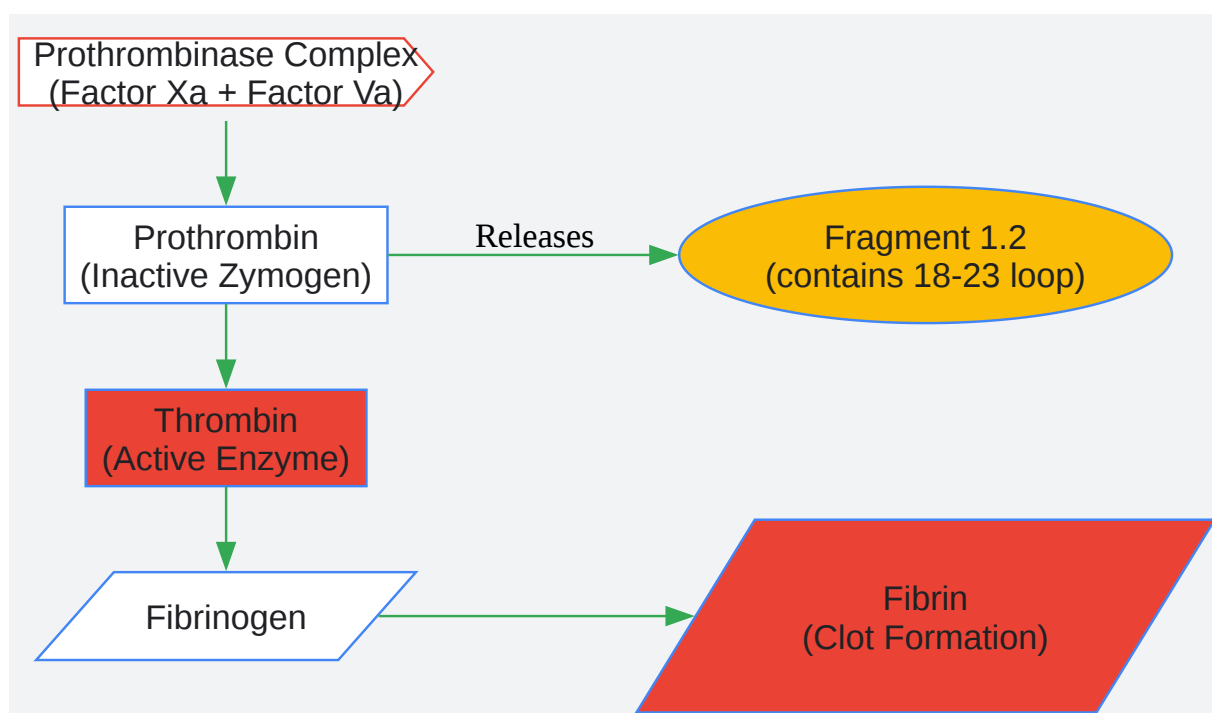 Prothrombinase Complex
(Factor Xa + Factor Va)
Prothrombin
(Inactive Zymogen)
Releases
Fragment 1.2
(contains 18-23 loop)
Thrombin
(Active Enzyme)
Fibrinogen
Fibrin
(Clot Formation)